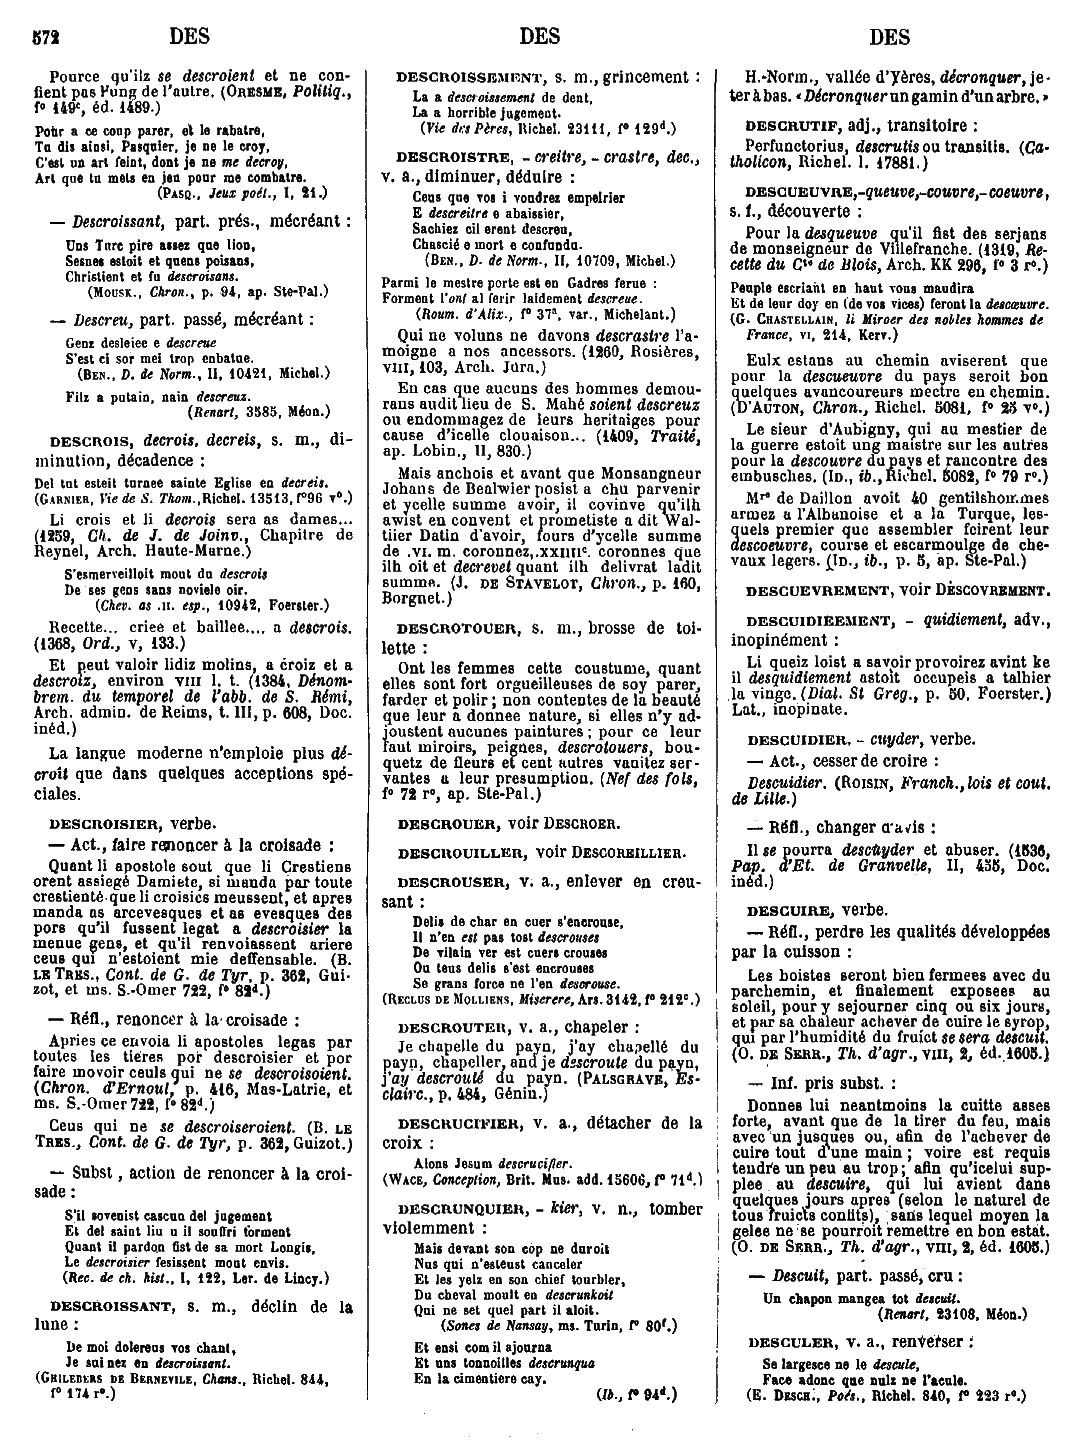 572 DES DES DES
Pource qu'ilz se descroient et ne con-
fient pas l'ung de l'autre. (ORESME, Politiq.,
f° 149c, éd. 1489.)
Pour a ce coup parer, et le rabatre,
Tu dis ainsi, Pasquier, je ne le croy,
C'est un art feint, dont je ne me decroy,
Art que tu mets en jeu pour me combatre.
(PASQ., Jeux poét., I, 21.)
— Descroissant, part. prés., mécréant :
Uns Turc pire assez que lion,
Sesnes estoit et quens poisans,
Christient et fu descroisans.
(MOUSK., Chron., p. 94, ap. Ste-Pal.)
— Descreu, part. passé, mécréant :
Genz desleiee e descreue
S'est ci sor mei trop enbatue.
(BEN., D. de Norm., II, 10421, Michel.)
Filz a putain, nain descreuz.
(Renart, 3585, Méon.)
DESCROIS, decrois, decreis, s. m., di-
minution, décadence :
Del tut esteit turnee sainte Eglise en decreis.
(GARNIER, Vie de S. Thom., Richel. 13513, f°96 v°.)
Li crois et li decrois sera as dames...
(1259, Ch. de J. de Joinv., Chapitre de
Reynel, Arch. Haute-Marne.)
S'esmerveilloit mout du descrois
De ses gens sans noviele oir.
(Chev. as .II. esp., 10942, Foerster.)
Recette... criee et baillee.... a descrois.
(1368, Ord., v, 133.)
Et peut valoir lidiz molins, a croiz et a
descroiz, environ VIII l. t. (1384, Dénom-
brem. du temporel de l'abb. de S. Rémi,
Arch. admin. de Reims, t. III, p. 608, Doc.
inéd.)
La langue moderne n'emploie plus dé-
croît que dans quelques acceptions spé-
ciales.
DESCROISIER, verbe.
— Act., faire renoncer à la croisade :
Quant li apostole sout que li Crestiens
orent assiegé Damiete, si manda par toute
crestienté que li croisics meussent, et apres
manda as arcevesques et as evesques des
pors qu'il fussent legat a descroisier la
menue gens, et qu'il renvoiassent ariere
ceus qui n'estoient mie deffensable. (B.
LE TRES., Cont. de G. de Tyr, p. 362, Gui-
zot, et ms. S.-Omer 722, f° 82d.)
— Réfl., renoncer à la croisade :
Apries ce envoia li apostoles legas par
toutes les tieres por descroisier et por
faire movoir ceuls qui ne se descroisoient.
(Chron. d'Ernoul, p. 416, Mas-Latrie, et
ms. S.-Omer 722, f° 82d.)
Ceus qui ne se descroiseroient. (B. LE
TRES., Cont. de G. de Tyr, p. 362, Guizot.)
— Subst, action de renoncer à la croi-
sade :
S'il sovenist cascun del jugement
Et del saint liu u il souffri torment
Quant il pardon fist de sa mort Longis,
Le descroisier fesissent mout envis.
(Rec. de ch. hist., I, 122, Ler. de Lincy.)
DESCROISSANT, s. m., déclin de la
lune :
De moi dolereus vos chant,
Je sui nez en descroissant.
(GHILEBERS DE BERNEVILE, Chans., Richel. 844,
f° 174 r°.)
DESCROISSEMENT, s. m., grincement :
La a descroissement de dent,
La a horrible jugement.
(Vie des Pères, Richel. 23111, f° 129d.)
DESCROISTRE, - creitre, - crastre, dec.,
v. a., diminuer, déduire :
Ceus que vos i vondrez empeirier
E descreitre e abaissier,
Sachiez cil erent descreu,
Chascié e mort e confundu.
(BEN., D. de Norm., II, 10709, Michel.)
Parmi le mestre porte est en Gadres ferue :
Forment l'ont al ferir laidement descreue.
(Roum. d'Alix., f° 37a, var., Michelant.)
Qui ne voluns ne davons descrastre l'a-
moigne a nos ancessors. (1260, Rosières,
VIII, 103, Arch. Jura.)
En cas que aucuns des hommes demou-
rans audit lieu de S. Mahé soient descreuz
ou endommagez de leurs heritaiges pour
cause d'icelle clouaison... (1409, Traité,
ap. Lobin., II, 830.)
Mais anchois et avant que Monsangneur
Johans de Bealwier posist a chu parvenir
et ycelle summe avoir, il covinve qu'ilh
awist en convent et prometiste a dit Wal-
tiier Datin d'avoir, fours d'ycelle summe
de .VI. m. coronnez, .XXIIIIc. coronnes que
ilh oit et decrevet quant ilh delivrat ladit
summe. (J. DE STAVELOT, Chron., p. 160,
Borgnet.)
DESCROTOUER, s. m., brosse de toi-
lette :
Ont les femmes cette coustume, quant
elles sont fort orgueilleuses de soy parer,
farder et polir ; non contentes de la beauté
que leur a donnee nature, si elles n'y ad-
joustent aucunes paintures ; pour ce leur
faut miroirs, peignes, descrotouers, bou-
quetz de fleurs et cent autres vanitez ser-
vantes a leur presumption. (Nef des fols,
f° 72 r°, ap. Ste-Pal.)
DESCROUER, voir DESCROER.
DESCROUILLER, voir DESCORBILLIER.
DESCROUSER, v. a., enlever en creu-
sant :
Delis de char en cuer s'encrouse,
Il n'en est pas tost descrouses
De vilain ver est cuers crouses
Ou teus delis s'est encrouses
Se grans force ne l'en descrouse.
(RECLUS DE MOLLIENS, Miserere, Ars. 3142, f° 212c.)
DESCROUTER, v. a., chapeler :
Je chapelle du payn, j'ay chapellé du
payn, chapeller, and je descroute du payn,
j'ay descrouté du payn. (PALSGRAVE, Es-
clairc., p. 484, Génin.)
DESCRUCIFIER, v. a., détacher de la
croix :
Alons Jesum descrucifier.
(WACE, Conception, Brit. Mus. add. 15606, f° 71d.)
DESCRUNQUIER, - kier, v. n., tomber
violemment :
Mais devant son cop ne duroit
Nus qui n'esteust canceler
Et les yelz en son chief tourbler,
Du cheval moult en descrunkoit
Qui ne set quel part il aloit.
(Sones de Nansay, ms. Turin, f° 80f.)
Et ensi com il ajourna
Et uns tonnoilles descrunqua
En la cimentiere cay.
(Ib., f° 94d.)
H.-Norm., vallée d'Yères, décronquer, je-
ter à bas. « Décronquer un gamin d'un arbre. »
DESCRUTIF, adj., transitoire :
Perfunctorius, descrutis ou transitis. (Ca-
tholicon, Richel. l. 17881.)
DESCUEUVRE, -queuve, -couvre, - coeuvre,
s. f., découverte :
Pour la desqueuve qu'il fist des serjans
de monseigneur de Villefranche. (1319, Re-
cette du Cte de Blois, Arch. KK 296, f° 3 r°.)
Peuple escriant en haut vous maudira
Et de leur doy en (de vos vices) feront la descœuvre.
(G. CHASTELLAIN, li Miroer des nobles hommes de
France, VI, 214, Kerv.)
Eulx estans au chemin aviserent que
pour la descueuvre du pays seroit bon
quelques avancoureurs mectre en chemin.
(D'AUTON, Chron., Richel. 5081, f° 25 v°.)
Le sieur d'Aubigny, qui au mestier de
la guerre estoit ung maistre sur les autres
pour la descouvre du pays et rancontre des
embusches. (ID., ib., Richel. 5082, f° 79 r°.)
Mrs de Daillon avoit 40 gentilshommes
armez a l'Albanoise et a la Turque, les-
quels premier que assembler feirent leur
descoeuvre, course et escarmoulge de che-
vaux legers. (ID., ib., p. 5, ap. Ste-Pal.)
DESCUEVREMENT, voir DESCOVREMENT.
DESCUIDIEEMENT, - quidiement, adv.,
inopinément :
Li queiz loist a savoir provoires avint ke
il desquidiement astoit occupeis a talhier
la vinge. (Dial. St Greg., p. 50, Foerster.)
Lat., inopinate.
DESCUIDIER, - cuyder, verbe.
— Act., cesser de croire :
Descuidier. (ROISIN, Franch., lois et cout.
de Lille.)
— Réfl., changer d'avis :
Il se pourra descuyder et abuser. (1536,
Pap. d'Et. de Granvelle, II, 455, Doc.
inéd.)
DESCUIRE, verbe.
— Réfl., perdre les qualités développées
par la cuisson :
Les boistes seront bien fermees avec du
parchemin, et finalement exposees au
soleil, pour y sejourner cinq ou six jours,
et par sa chaleur achever de cuire le syrop,
qui par l'humidité du fruict se sera descuit.
(O. DE SERR., Th. d'agr., VIII, 2, éd. 1605.)
— Inf. pris subst. :
Donnes lui neantmoins la cuitte asses
forte, avant que de la tirer du feu, mais
avec un jusques ou, afin de l'achever de
cuire tout d'une main ; voire est requis
tendre un peu au trop ; afin qu'icelui sup-
plee au descuire, qui lui avient dans
quelques jours apres (selon le naturel de
tous fruicts confits), sans lequel moyen la
gelee ne se pourroit remettre en bon estat.
(O. DE SERR., Th. d'agr., VIII, 2, éd. 1605.)
— Descuit, part. passé, cru :
Un chapon mangea tot descuit.
(Renart, 23108, Méon.)
DESCULER, v. a., renverser :
Se largesce ne le descule,
Face adonc que nulz ne l'acule.
(E. DESCH., Poés., Richel. 840, f° 223 r°.)